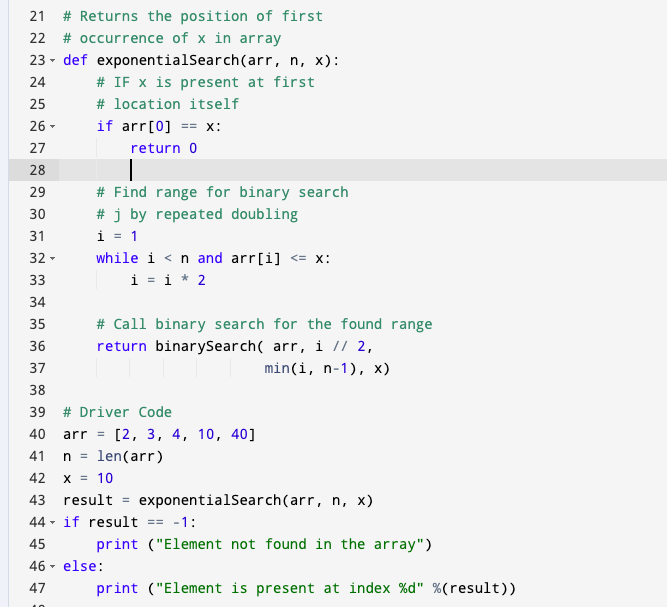 21 # Returns the position of first
22 # occurrence of x in array
23 def exponentialSearch(arr, n, x):
24     # IF x is present at first
25     # location itself
26     if arr[0] == x:
27         return 0
28
29     # Find range for binary search
30     # j by repeated doubling
31     i = 1
32     while i < n and arr[i] <= x:
33         i = i * 2
34
35     # Call binary search for the found range
36     return binarySearch( arr, i // 2,
37                         min(i, n-1), x)
38
39 # Driver Code
40 arr = [2, 3, 4, 10, 40]
41 n = len(arr)
42 x = 10
43 result = exponentialSearch(arr, n, x)
44 if result == -1:
45     print ("Element not found in the array")
46 else:
47     print ("Element is present at index %d" %(result))